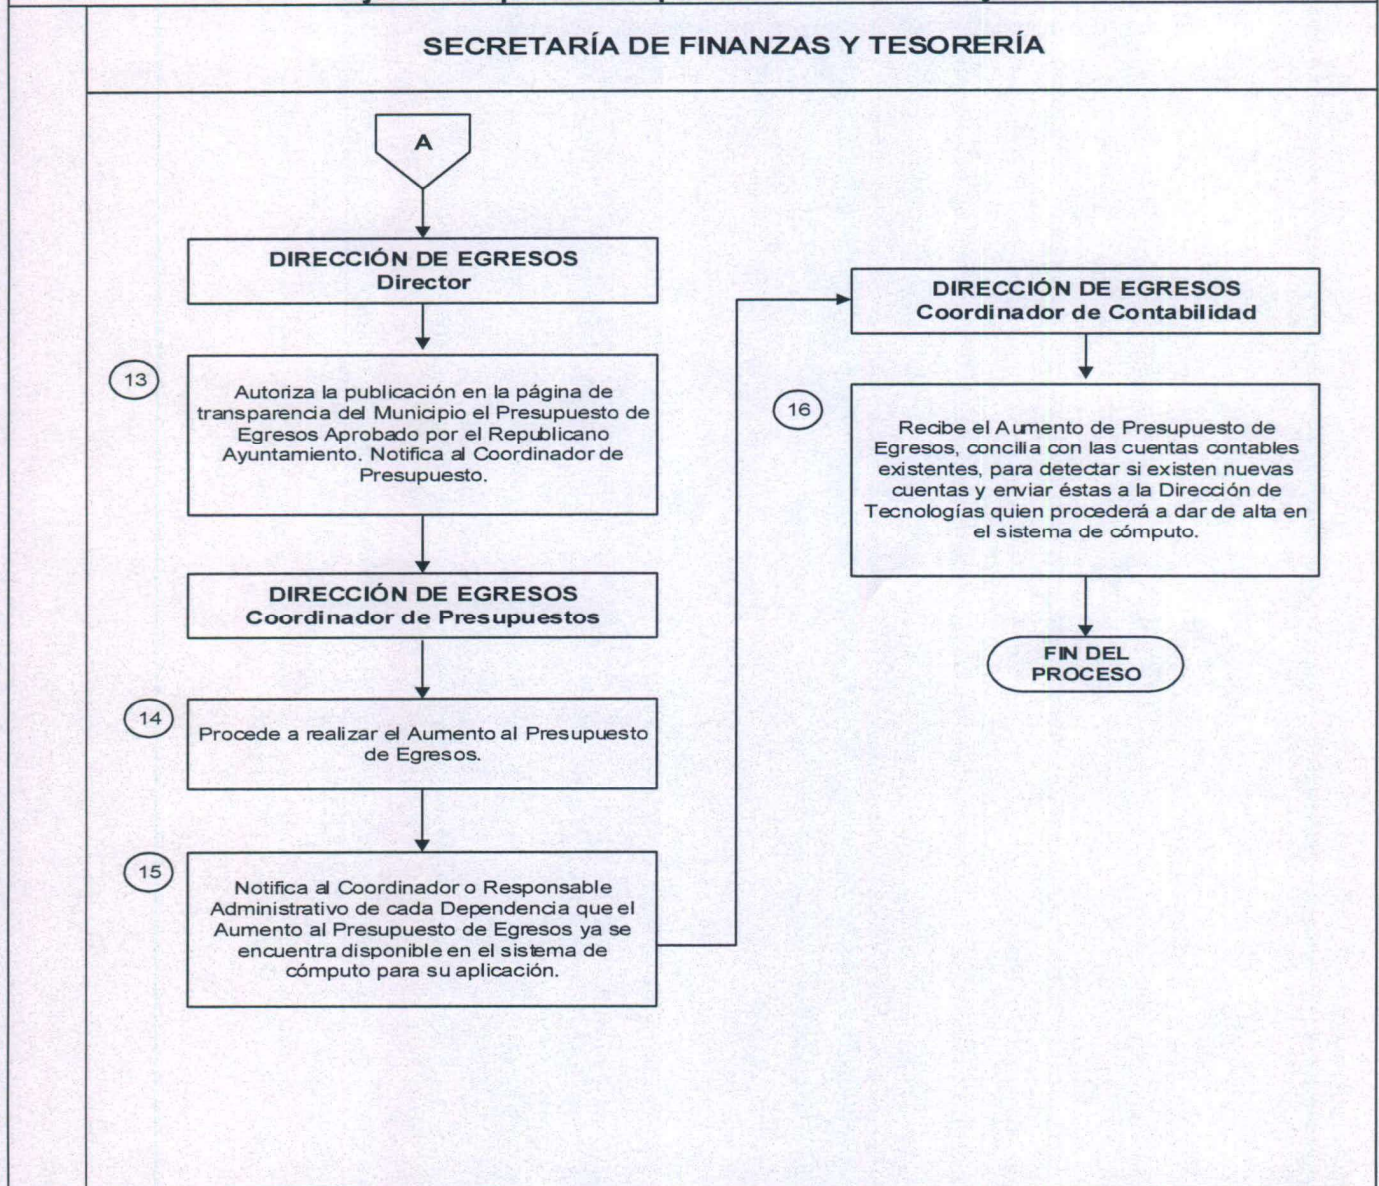 SECRETARÍA DE FINANZAS Y TESORERÍA
A
DIRECCIÓN DE EGRESOS
Director
13
Autoriza la publicación en la página de
transparencia del Municipio el Presupuesto de
Egresos Aprobado por el Republicano
Ayuntamiento. Notifica al Coordinador de
Presupuesto.
DIRECCIÓN DE EGRESOS
Coordinador de Presupuestos
14
Procede a realizar el Aumento al Presupuesto
de Egresos.
15
Notifica al Coordinador o Responsable
Administrativo de cada Dependencia que el
Aumento al Presupuesto de Egresos ya se
encuentra disponible en el sistema de
cómputo para su aplicación.
DIRECCIÓN DE EGRESOS
Coordinador de Contabilidad
16
Recibe el Aumento de Presupuesto de
Egresos, concilia con las cuentas contables
existentes, para detectar si existen nuevas
cuentas y enviar éstas a la Dirección de
Tecnologías quien procederá a dar de alta en
el sistema de cómputo.
FIN DEL
PROCESO